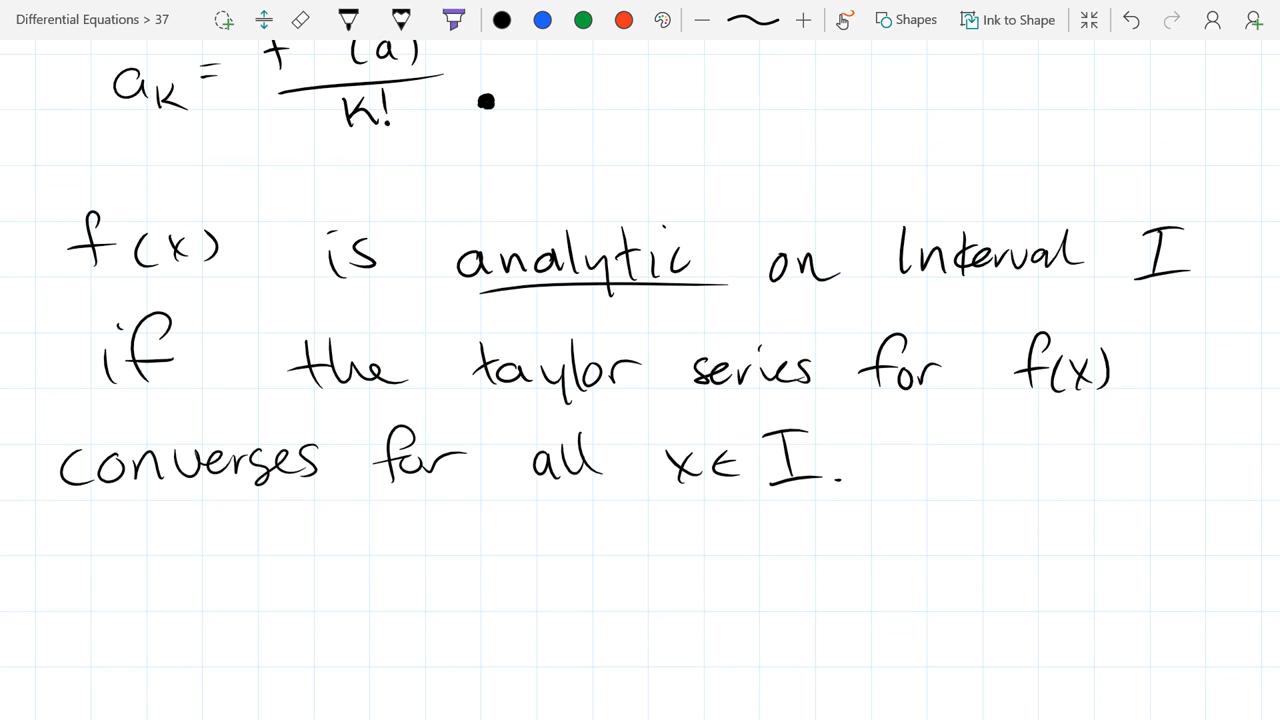 Differential Equations > 37
Shapes
Ink to Shape
(a)
aₖ = 
k!
f(x) is analytic on Interval I
if the taylor series for f(x)
converges for all x ∈ I.